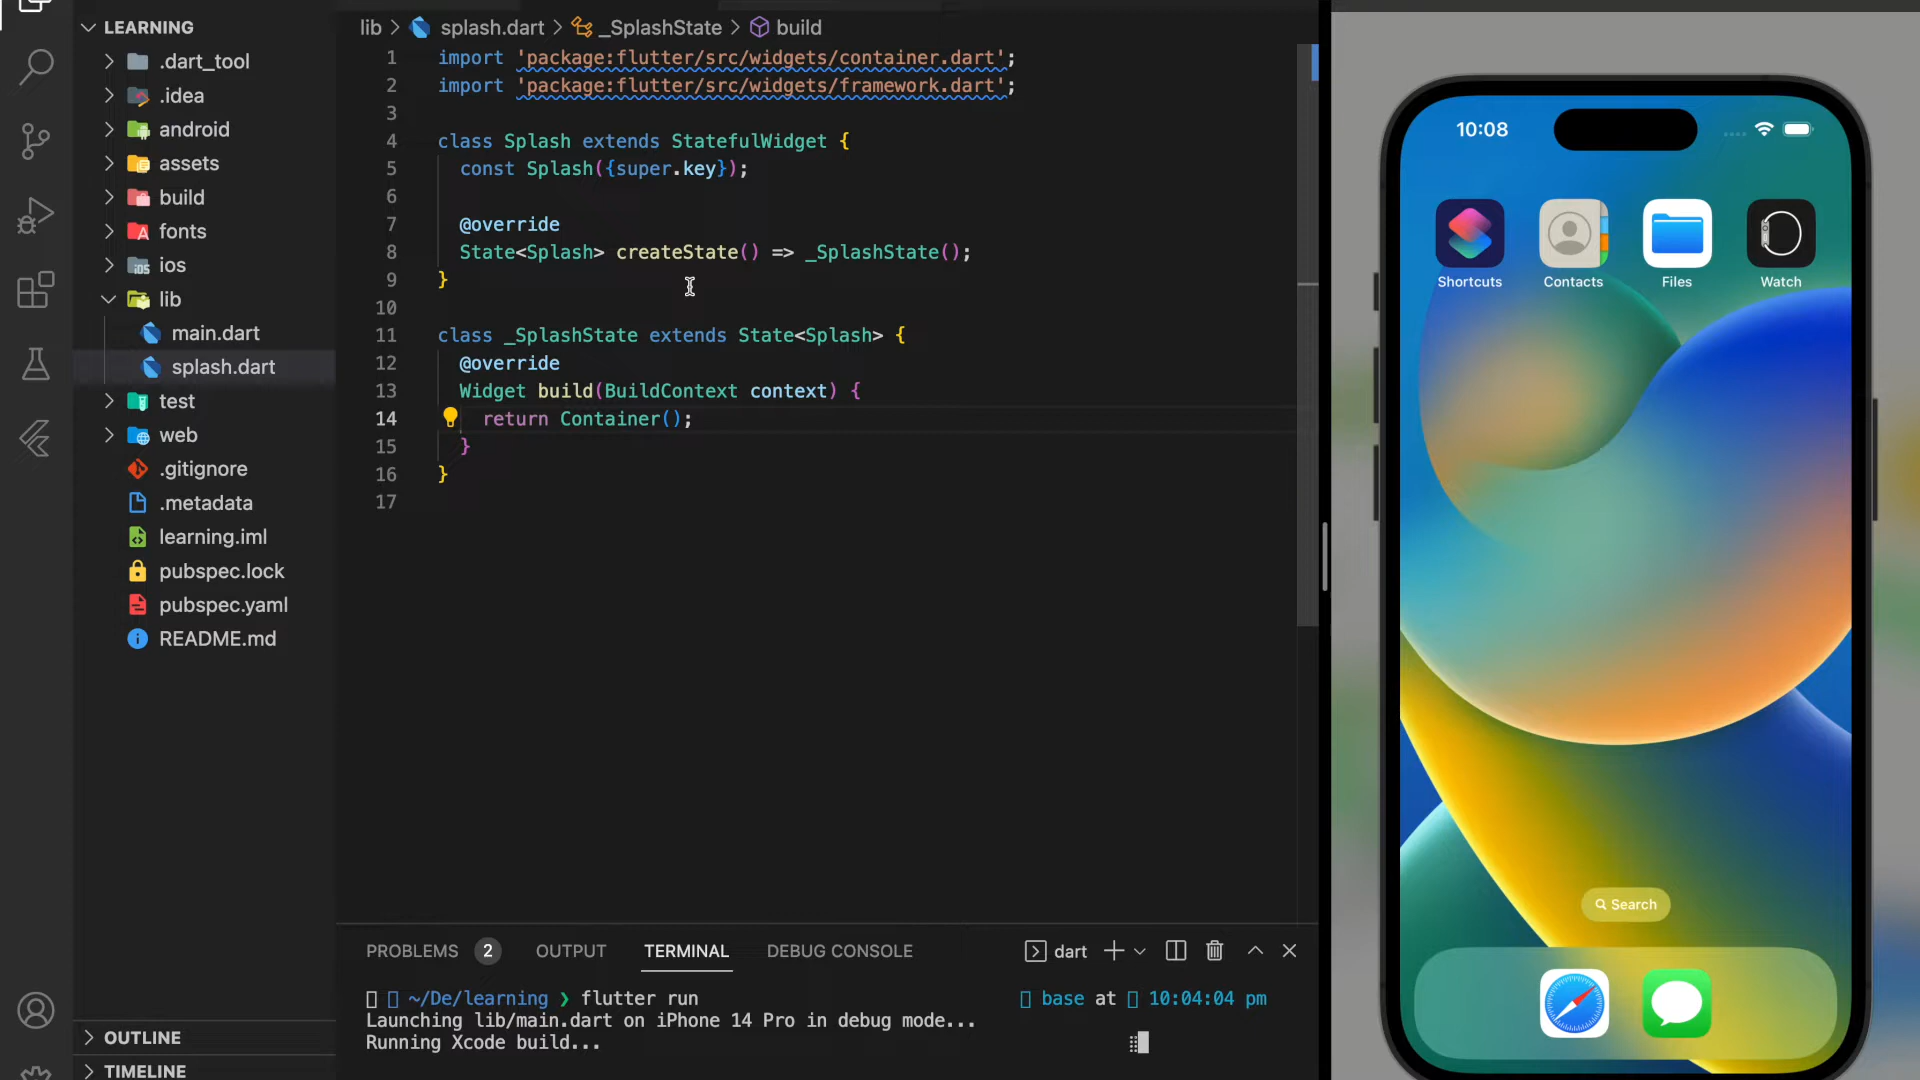 LEARNING
.dart_tool
.idea
android
assets
build
fonts
ios
lib
main.dart
splash.dart
test
web
.gitignore
.metadata
learning.iml
pubspec.lock
pubspec.yaml
README.md
OUTLINE
TIMELINE
lib > splash.dart > _SplashState > build
1 import 'package:flutter/src/widgets/container.dart';
2 import 'package:flutter/src/widgets/framework.dart';
3
4 class Splash extends StatefulWidget {
5 const Splash({super.key});
6
7 @override
8 State<Splash> createState() => _SplashState();
9 }
10
11 class _SplashState extends State<Splash> {
12 @override
13 Widget build(BuildContext context) {
14 return Container();
15 }
16 }
17
PROBLEMS 2 OUTPUT TERMINAL DEBUG CONSOLE dart
~/De/learning ❯ flutter run base at 10:04:04 pm
Launching lib/main.dart on iPhone 14 Pro in debug mode...
Running Xcode build...
10:08
Shortcuts Contacts Files Watch
Search